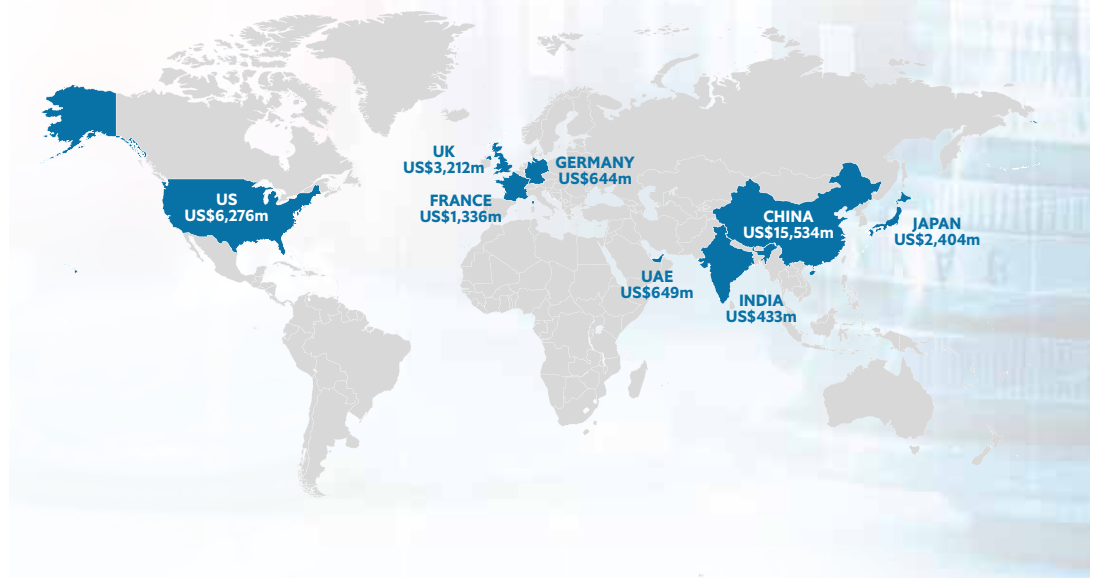 UK
US$3,212m
GERMANY
US$644m
FRANCE
US$1,336m
US
US$6,276m
CHINA
US$15,534m
JAPAN
US$2,404m
UAE
US$649m
INDIA
US$433m